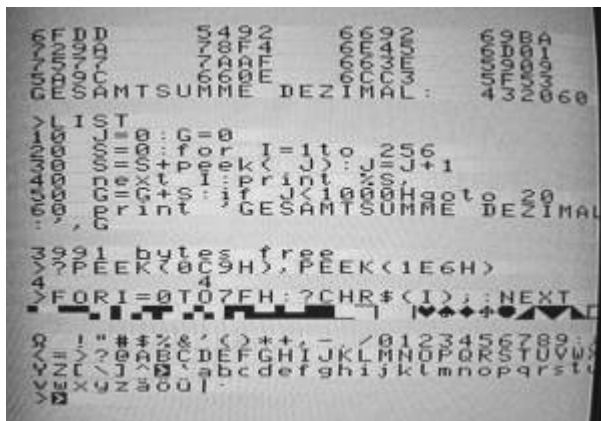 6FDD 5492 6692 69BA
729A 78F4 6E45 6D01
7577 7AAF 663E 5909
5A9C 660E 6CC3 5F53
GESAMTSUMME DEZIMAL: 432060
>LIST
10 J=0:G=0
20 S=0:for I=1to 256
30 S=S+peek( J):J=J+1
40 next I:print %S,
50 G=G+S:if J<1000Hgoto 20
60 print 'GESAMTSUMME DEZIMAL
:',G
3991 bytes free
>?PEEK(0C9H),PEEK(1E6H)
4 4
>FORI=0TO7FH:?CHR$(I);:NEXT
Ω !"#$%&'()*+,-./0123456789:;
<=>?@ABCDEFGHIJKLMNOPQRSTUVWX
YZ[\]^ `abcdefghijklmnopqrstu
vwxyzäöü|
>